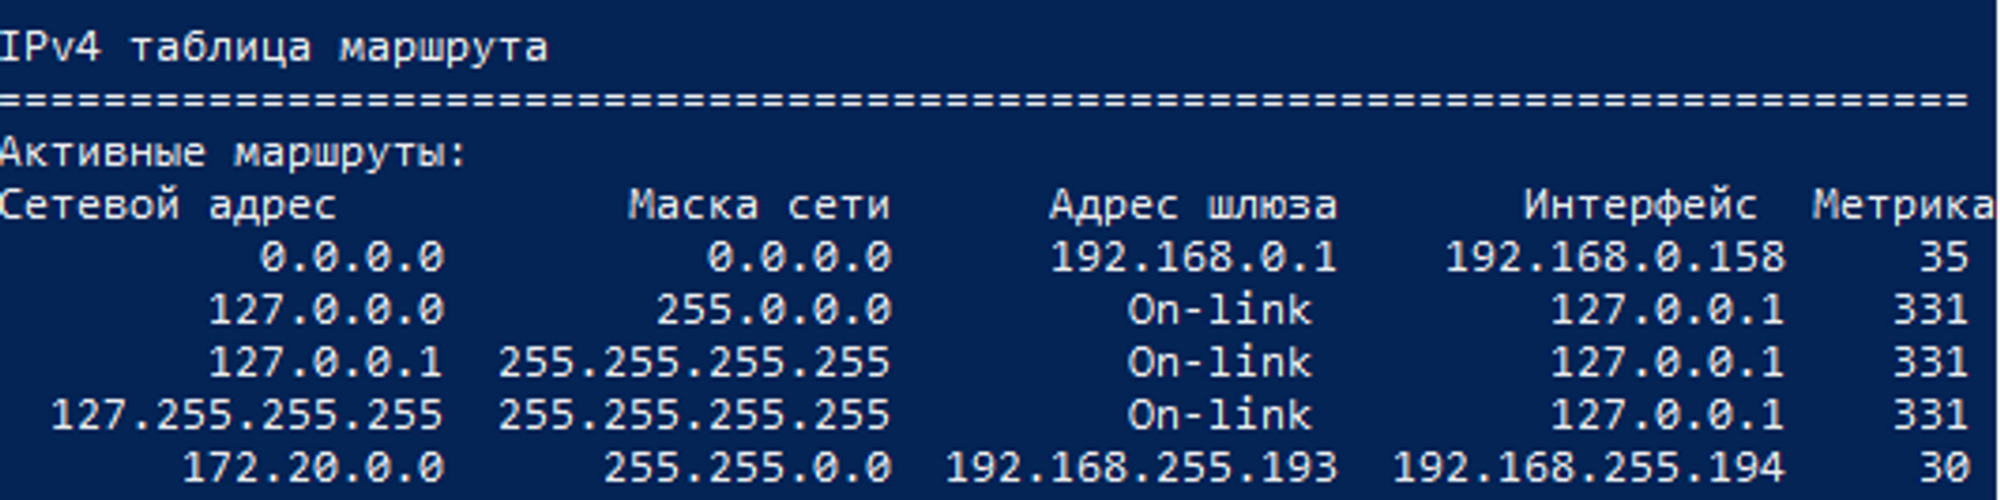 IPv4 таблица маршрута
===========================================================================
Активные маршруты:
Сетевой адрес Маска сети Адрес шлюза Интерфейс Метрика
0.0.0.0 0.0.0.0 192.168.0.1 192.168.0.158 35
127.0.0.0 255.0.0.0 On-link 127.0.0.1 331
127.0.0.1 255.255.255.255 On-link 127.0.0.1 331
127.255.255.255 255.255.255.255 On-link 127.0.0.1 331
172.20.0.0 255.255.0.0 192.168.255.193 192.168.255.194 30